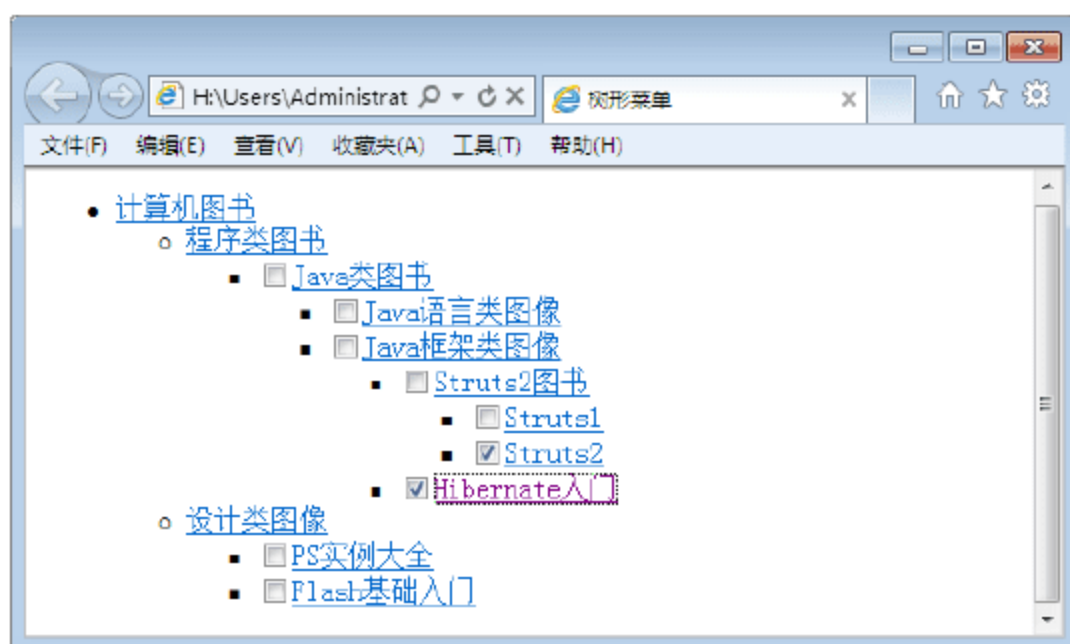 H:\Users\Administrat 树形菜单
文件(F) 编辑(E) 查看(V) 收藏夹(A) 工具(T) 帮助(H)
计算机图书
程序类图书
Java类图书
Java语言类图像
Java框架类图像
Struts2图书
Struts1
Struts2
Hibernate入门
设计类图像
PS实例大全
Flash基础入门